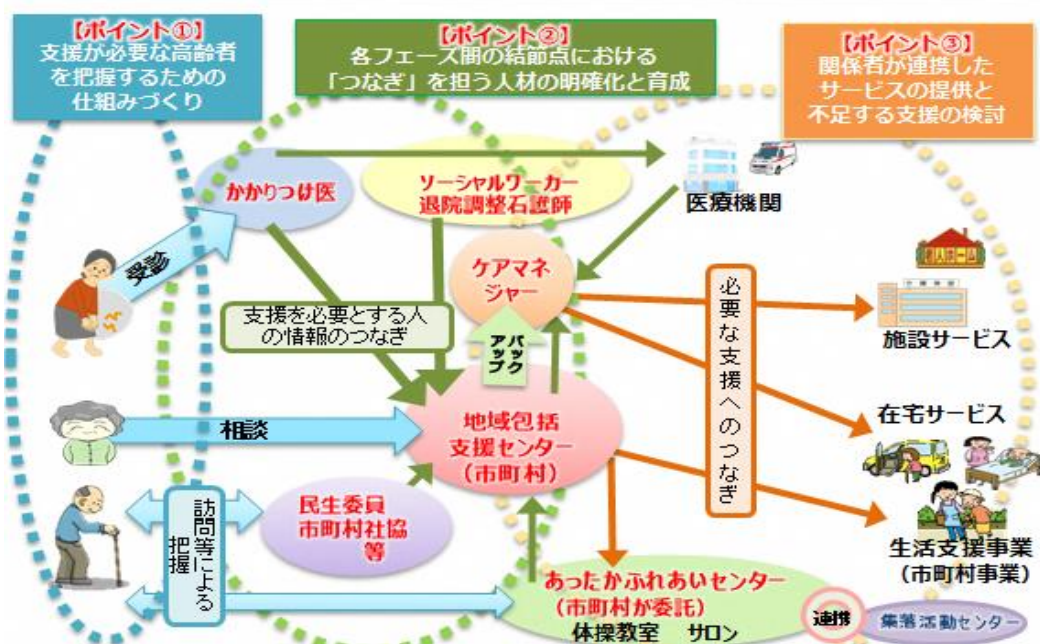 【ポイント①】
支援が必要な高齢者
を把握するための
仕組みづくり
【ポイント②】
各フェーズ間の結節点における
「つなぎ」を担う人材の明確化と育成
【ポイント③】
関係者が連携した
サービスの提供と
不足する支援の検討
かかりつけ医
ソーシャルワーカー
退院調整看護師
医療機関
受診
ケアマネ
ジャー
支援を必要とする人
の情報のつなぎ
バック
アップ
必要な支援へのつなぎ
老人ホーム
施設サービス
相談
地域包括
支援センター
（市町村）
在宅サービス
訪問等による
把握
民生委員
市町村社協
等
生活支援事業
（市町村事業）
あったかふれあいセンター
（市町村が委託）
体操教室　サロン
連携
集落活動センター